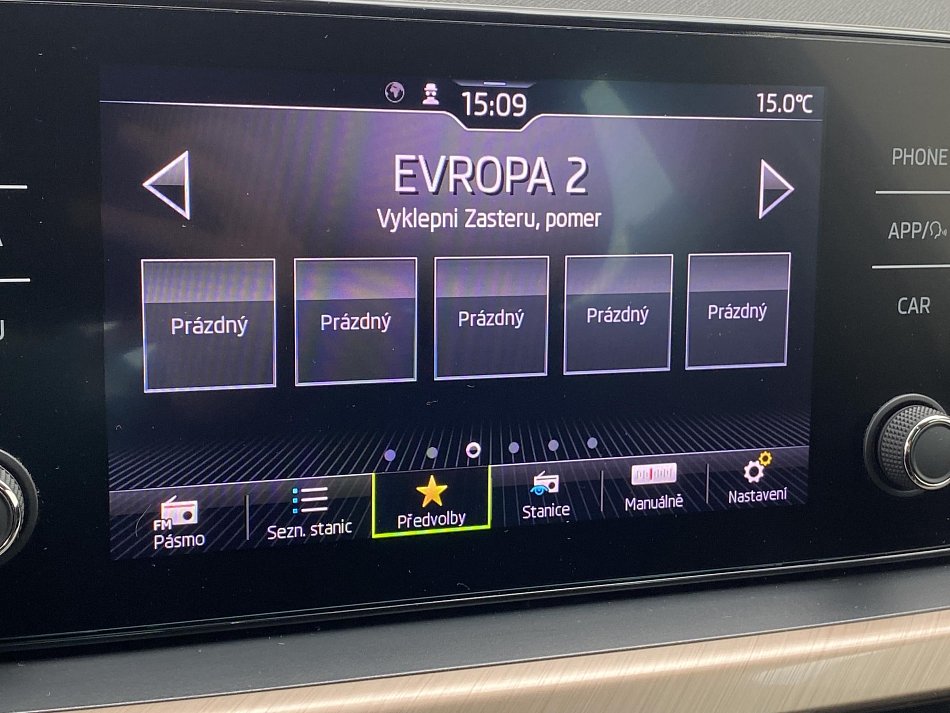 15:09
15.0°C
EVROPA 2
Vyklepni Zasteru, pomer
Prázdný
Prázdný
Prázdný
Prázdný
Prázdný
FM
Pásmo
Sezn. stanic
Předvolby
Stanice
Manuálně
Nastavení
PHONE
APP/
CAR